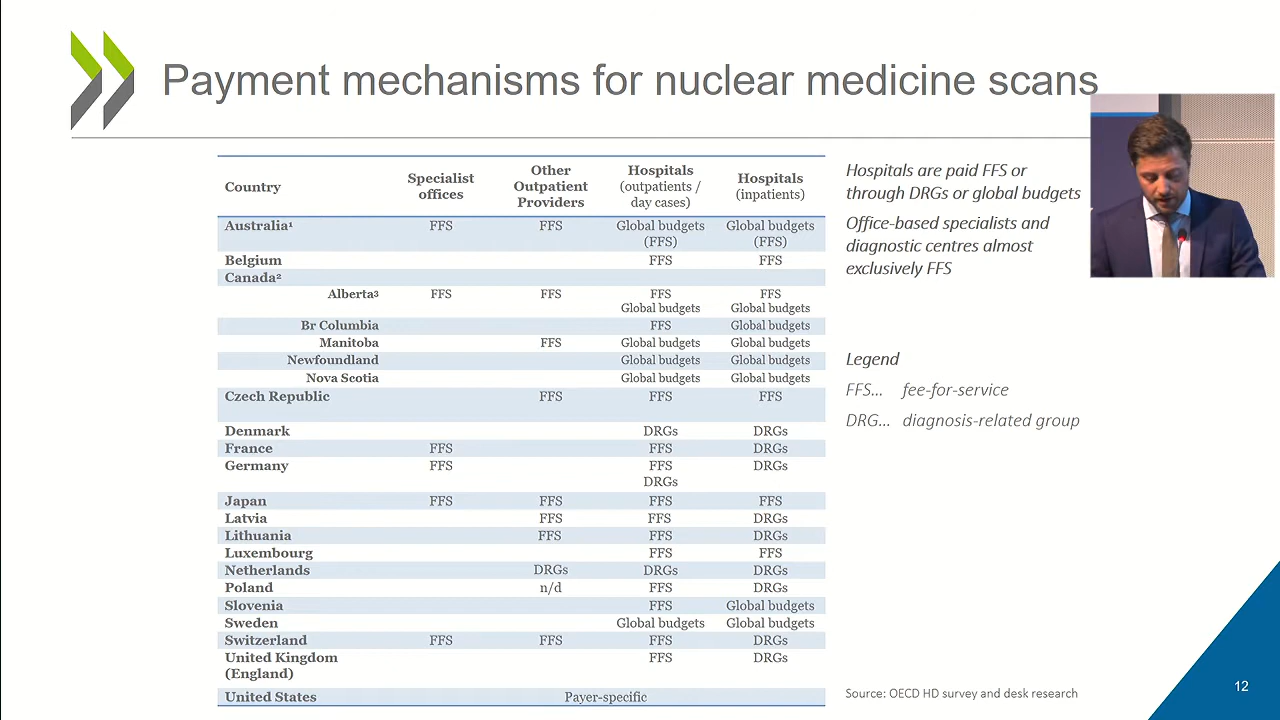 Payment mechanisms for nuclear medicine scans
Country
Specialist
offices
Other
Outpatient
Providers
Hospitals
(outpatients /
day cases)
Hospitals
(inpatients)
Australia¹ FFS FFS Global budgets Global budgets
(FFS) (FFS)
Belgium FFS FFS
Canada²
Alberta³ FFS FFS FFS FFS
Global budgets Global budgets
Br Columbia FFS Global budgets
Manitoba FFS Global budgets Global budgets
Newfoundland Global budgets Global budgets
Nova Scotia Global budgets Global budgets
Czech Republic FFS FFS FFS
Denmark DRGs DRGs
France FFS FFS DRGs
Germany FFS FFS DRGs
DRGs
Japan FFS FFS FFS FFS
Latvia FFS FFS DRGs
Lithuania FFS FFS DRGs
Luxembourg FFS FFS
Netherlands DRGs DRGs DRGs
Poland n/d FFS DRGs
Slovenia FFS Global budgets
Sweden Global budgets Global budgets
Switzerland FFS FFS FFS DRGs
United Kingdom FFS DRGs
(England)
United States Payer-specific
Hospitals are paid FFS or
through DRGs or global budgets
Office-based specialists and
diagnostic centres almost
exclusively FFS
Legend
FFS... fee-for-service
DRG... diagnosis-related group
Source: OECD HD survey and desk research
12